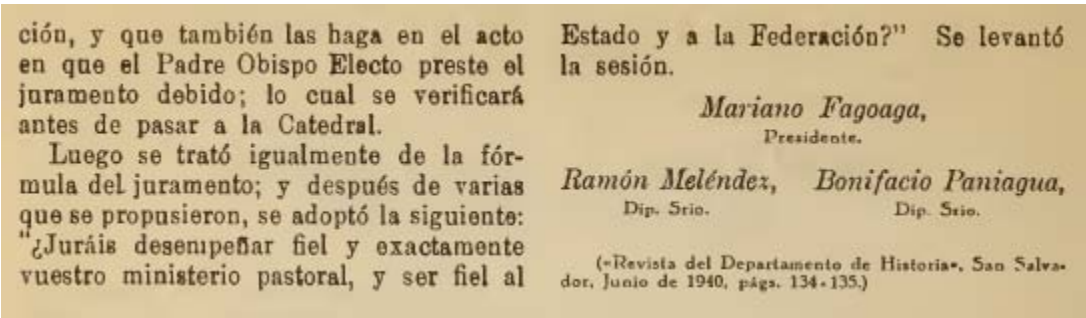 ción, y que también las haga en el acto
en que el Padre Obispo Electo preste el
juramento debido; lo cual se verificará
antes de pasar a la Catedral.
Luego se trató igualmente de la fór-
mula del juramento; y después de varias
que se propusieron, se adoptó la siguiente:
"¿Juráis desempeñar fiel y exactamente
vuestro ministerio pastoral, y ser fiel al
Estado y a la Federación?" Se levantó
la sesión.
Mariano Fagoaga,
Presidente.
Ramón Meléndez, Bonifacio Paniagua,
Dip. Srio. Dip. Srio.
(«Revista del Departamento de Historia», San Salva-
dor, Junio de 1940, págs. 134-135.)